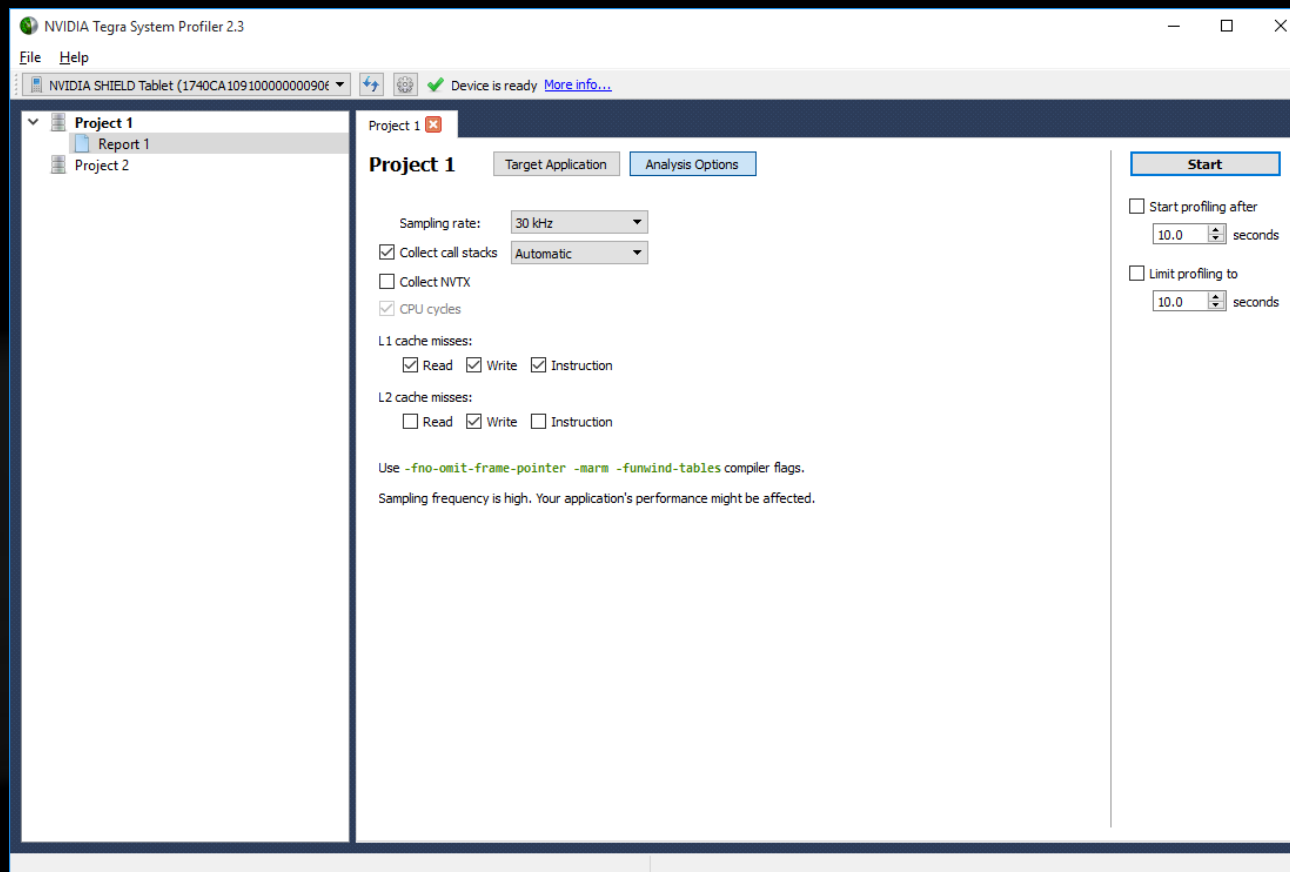 NVIDIA Tegra System Profiler 2.3
File Help
NVIDIA SHIELD Tablet (1740CA10910000000090 Device is ready More info...
Project 1
Report 1
Project 2
Project 1
Project 1 Target Application Analysis Options
Sampling rate: 30 kHz
Collect call stacks Automatic
Collect NVTX
CPU cycles
L1 cache misses:
Read Write Instruction
L2 cache misses:
Read Write Instruction
Use -fno-omit-frame-pointer -marm -funwind-tables compiler flags.
Sampling frequency is high. Your application's performance might be affected.
Start
Start profiling after
10.0 seconds
Limit profiling to
10.0 seconds